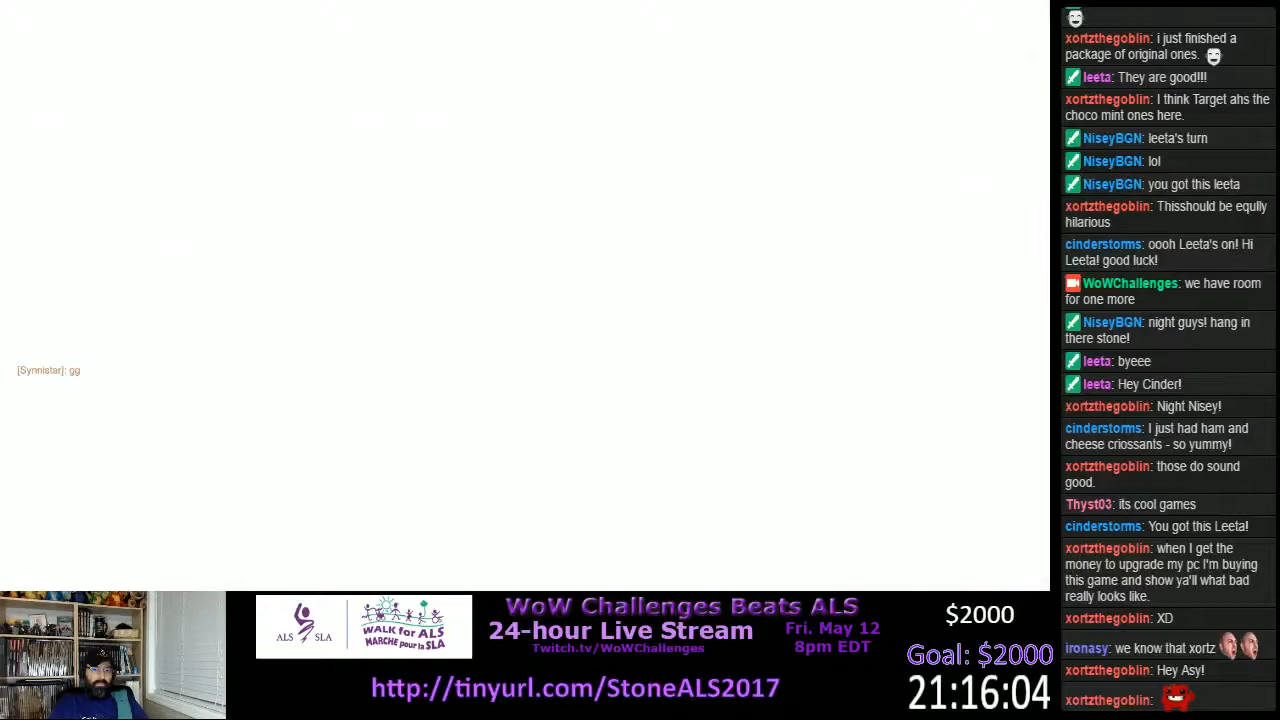 [Synnistar]: gg
xortzthegoblin: i just finished a
package of original ones.
leeta: They are good!!!
xortzthegoblin: I think Target ahs the
choco mint ones here.
NiseyBGN: leeta's turn
NiseyBGN: lol
NiseyBGN: you got this leeta
xortzthegoblin: Thisshould be eqully
hilarious
cinderstorms: oooh Leeta's on! Hi
Leeta! good luck!
WoWChallenges: we have room
for one more
NiseyBGN: night guys! hang in
there stone!
leeta: byeee
leeta: Hey Cinder!
xortzthegoblin: Night Nisey!
cinderstorms: I just had ham and
cheese criossants - so yummy!
xortzthegoblin: those do sound
good.
Thyst03: its cool games
cinderstorms: You got this Leeta!
xortzthegoblin: when I get the
money to upgrade my pc I'm buying
this game and show ya'll what bad
really looks like.
xortzthegoblin: XD
ironasy: we know that xortz
xortzthegoblin: Hey Asy!
xortzthegoblin:
ALS SLA
WALK for ALS
MARCHE pour la SLA
WoW Challenges Beats ALS
24-hour Live Stream
Twitch.tv/WoWChallenges
Fri. May 12
8pm EDT
http://tinyurl.com/StoneALS2017
$2000
Goal: $2000
21:16:04